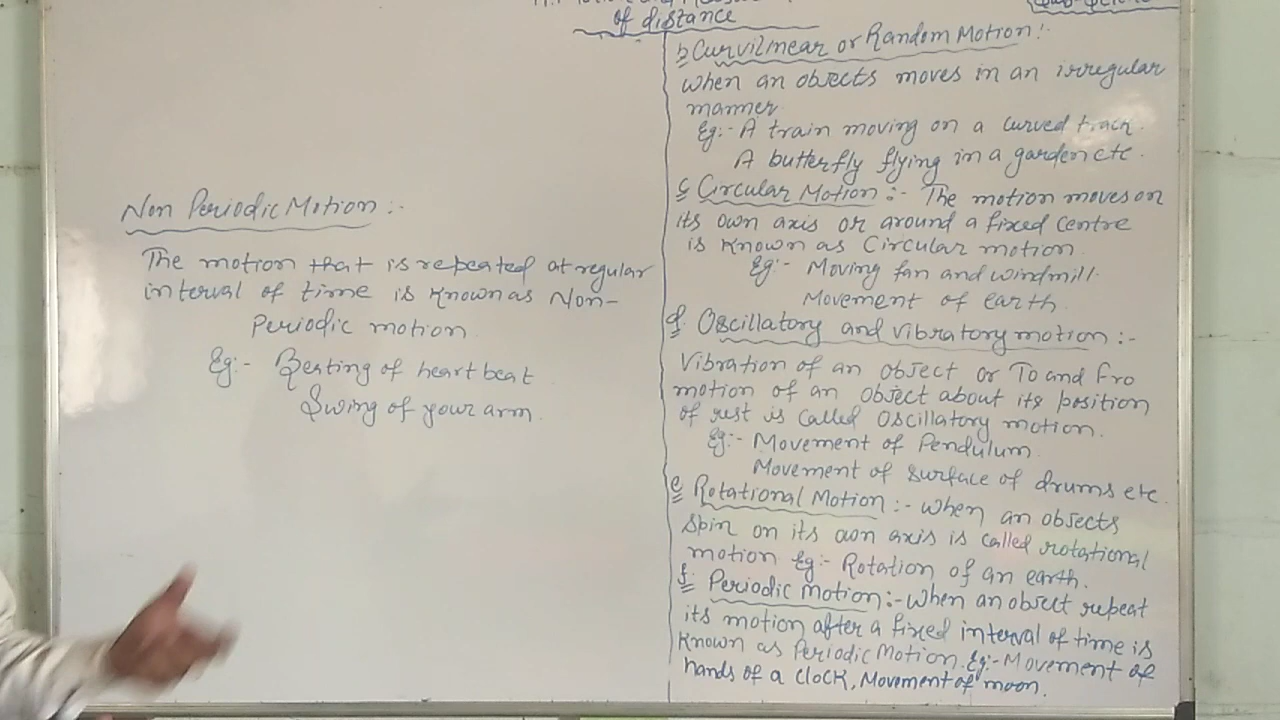 of distance
Non Periodic Motion :-
The motion that is repeated at regular
interval of time is known as Non-
Periodic motion.
Eg:- Beating of heart beat
Swing of your arm.
b Curvilinear or Random Motion :-
when an objects moves in an irregular
manner
Eg:- A train moving on a curved track.
A butterfly flying in a garden etc.
c Circular Motion :- The motion moves on
its own axis or around a fixed centre
is known as Circular motion.
Eg:- Moving fan and windmill.
Movement of earth.
d. Oscillatory and vibratory motion :-
Vibration of an object or To and Fro
motion of an object about its position
of rest is called Oscillatory motion.
Eg:- Movement of Pendulum.
Movement of surface of drums etc.
e Rotational Motion :- when an objects
spin on its own axis is called rotational
motion Eg:- Rotation of an earth.
f. Periodic motion :- when an object repeat
its motion after a fixed interval of time is
known as Periodic Motion. Eg:- Movement of
hands of a clock, Movement of moon.